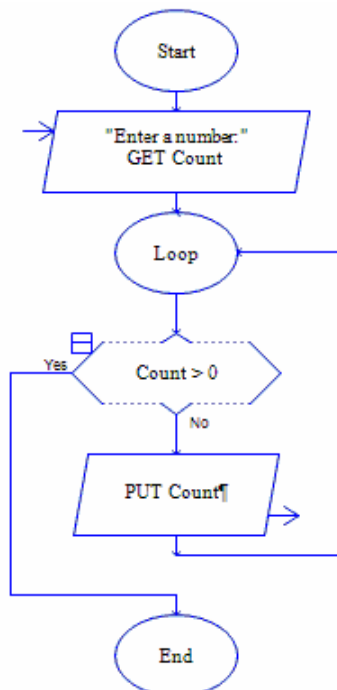 Start
"Enter a number:"
GET Count
Loop
Count > 0
Yes
No
PUT Count¶
End